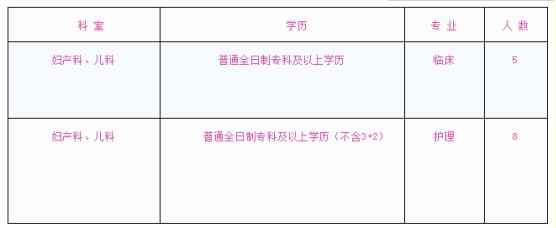 科 室 学历 专 业 人 数
妇产科、儿科 普通全日制专科及以上学历 临床 5
妇产科、儿科 普通全日制专科及以上学历（不含3+2） 护理 8